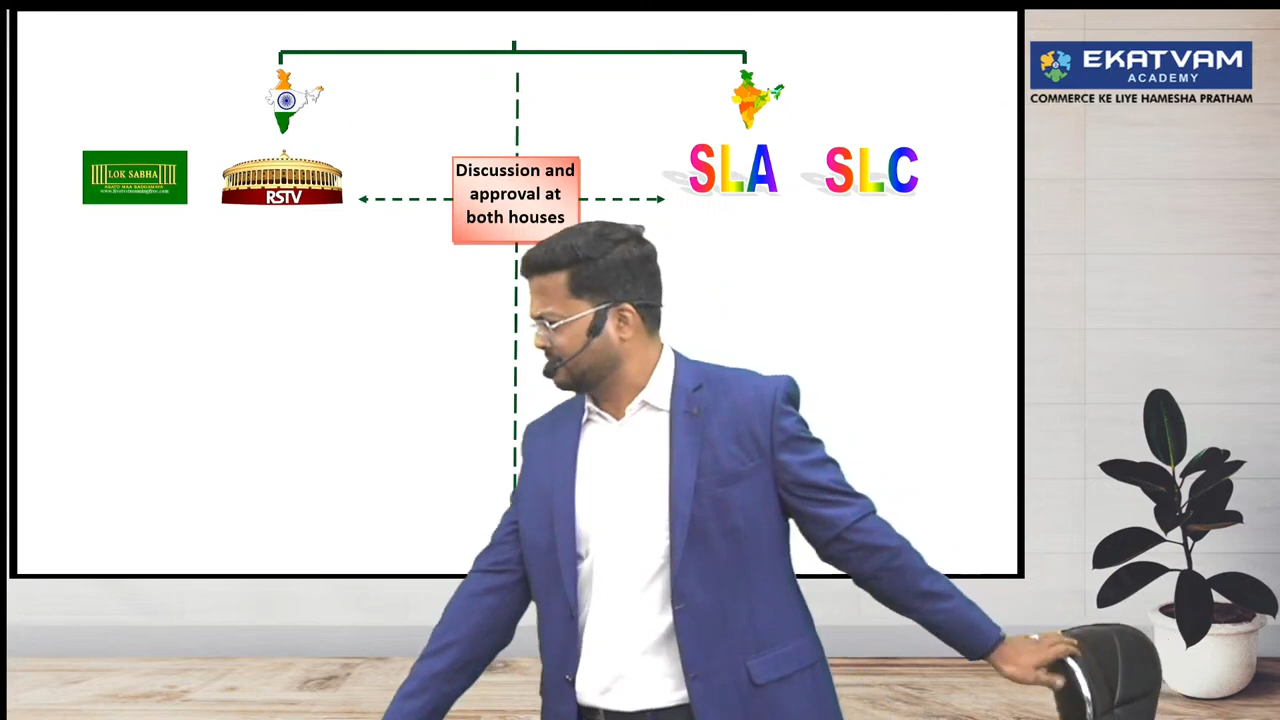 LOK SABHA
RSTV
Discussion and
approval at
both houses
SLA SLC
EKATVAM
ACADEMY
COMMERCE KE LIYE HAMESHA PRATHAM